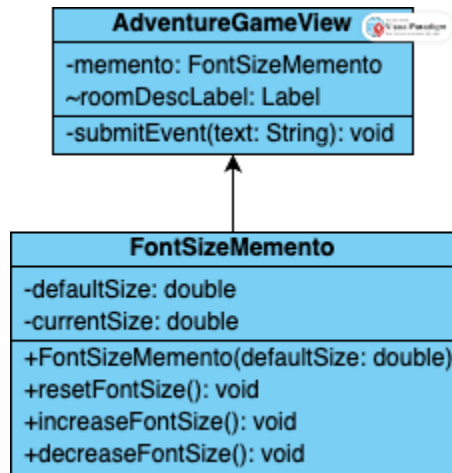 AdventureGameView
-memento: FontSizeMemento
~roomDescLabel: Label
-submitEvent(text: String): void
FontSizeMemento
-defaultSize: double
-currentSize: double
+FontSizeMemento(defaultSize: double)
+resetFontSize(): void
+increaseFontSize(): void
+decreaseFontSize(): void